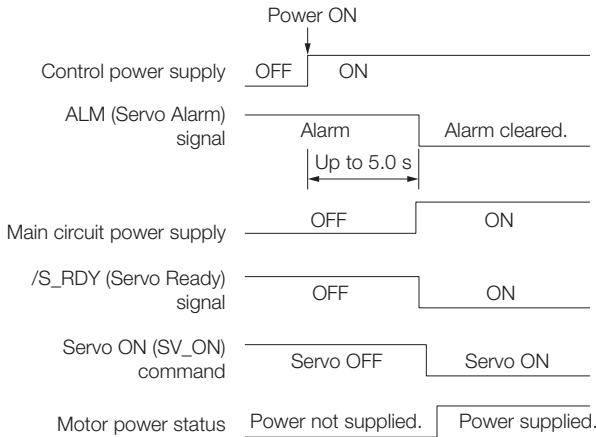 Power ON
Control power supply OFF ON
ALM (Servo Alarm)
signal
Alarm Alarm cleared.
Up to 5.0 s
Main circuit power supply OFF ON
/S_RDY (Servo Ready)
signal
OFF ON
Servo ON (SV_ON)
command
Servo OFF Servo ON
Motor power status Power not supplied. Power supplied.